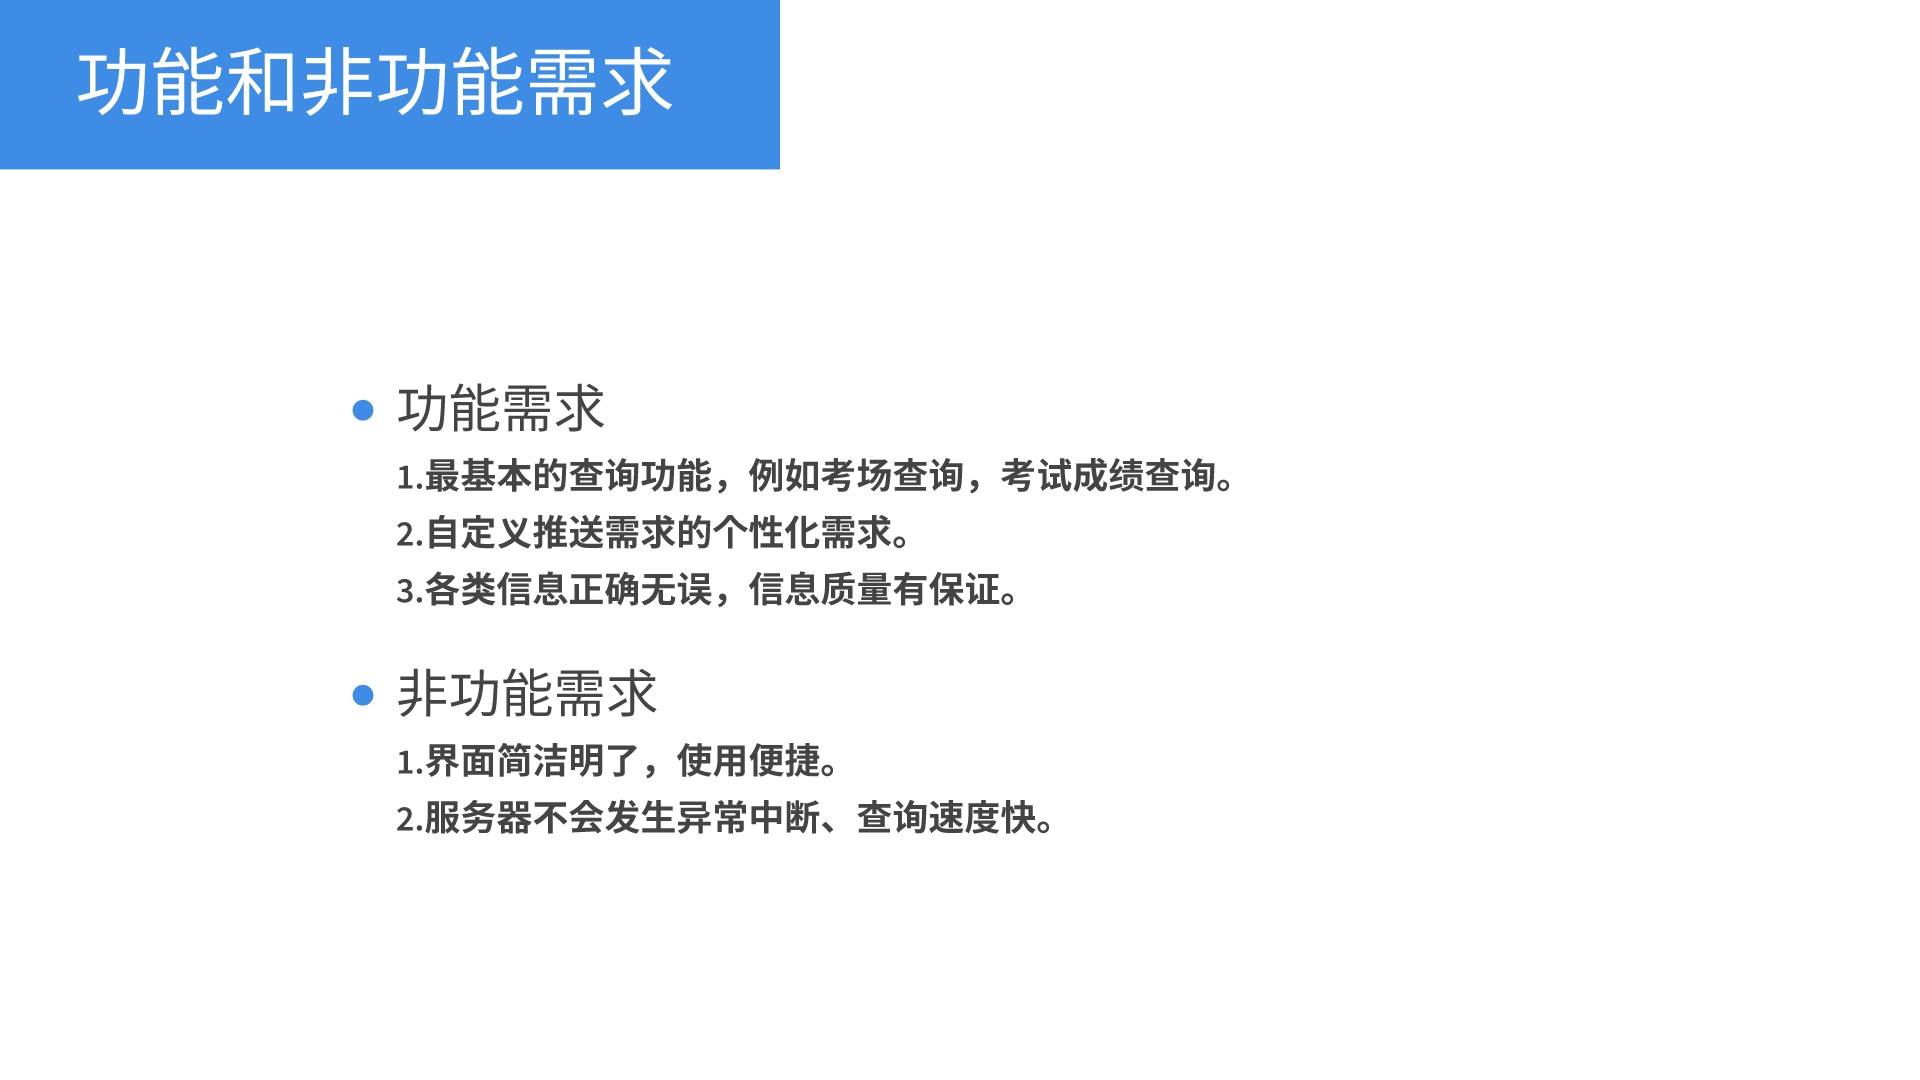 功能和非功能需求
功能需求
1.最基本的查询功能，例如考场查询，考试成绩查询。
2.自定义推送需求的个性化需求。
3.各类信息正确无误，信息质量有保证。
非功能需求
1.界面简洁明了，使用便捷。
2.服务器不会发生异常中断、查询速度快。